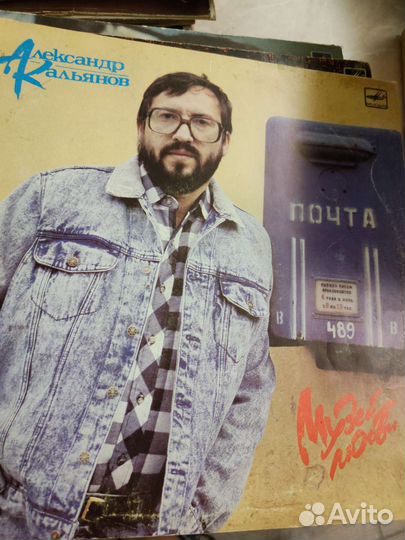 Александр
Кальянов
ПОЧТА
489
В
В
Музей
любви
Avito